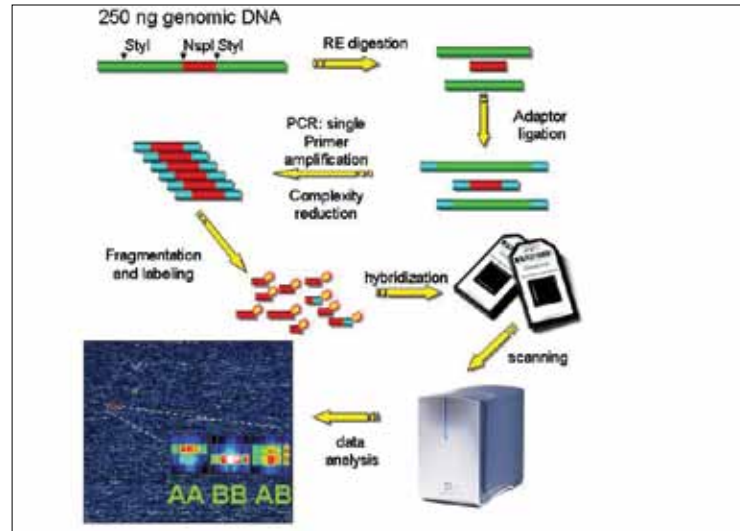 250 ng genomic DNA
StyI NspI StyI
RE digestion
Adaptor
ligation
PCR: single
Primer
amplification
Complexity
reduction
Fragmentation
and labeling
hybridization
scanning
data
analysis
AA BB AB